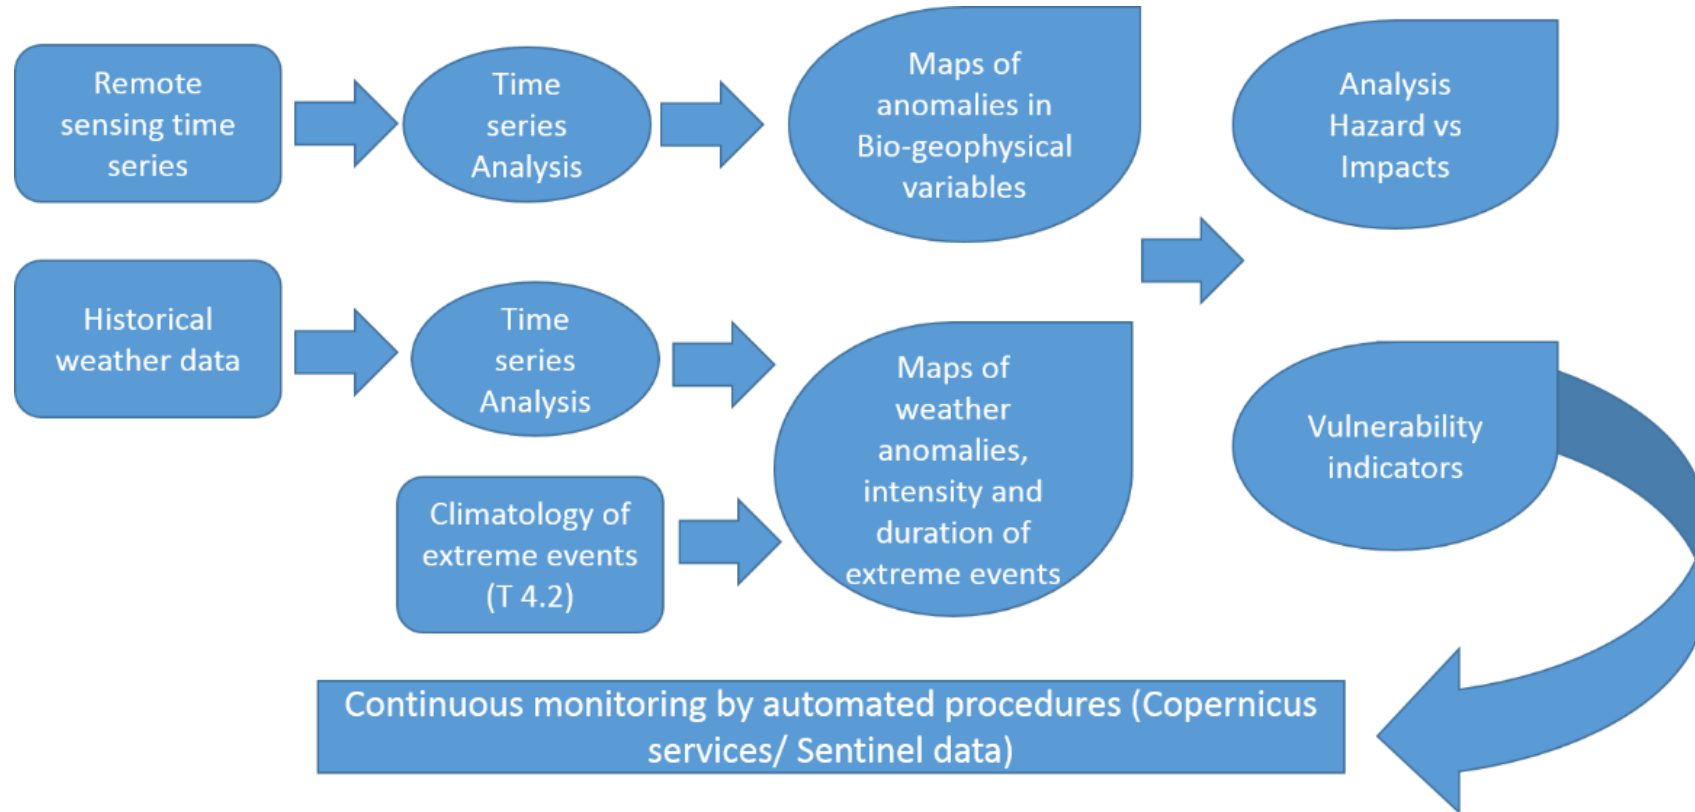 Remote
sensing time
series
Time
series
Analysis
Maps of
anomalies in
Bio-geophysical
variables
Analysis
Hazard vs
Impacts
Historical
weather data
Time
series
Analysis
Maps of
weather
anomalies,
intensity and
duration of
extreme events
Vulnerability
indicators
Climatology of
extreme events
(T 4.2)
Continuous monitoring by automated procedures (Copernicus
services/ Sentinel data)